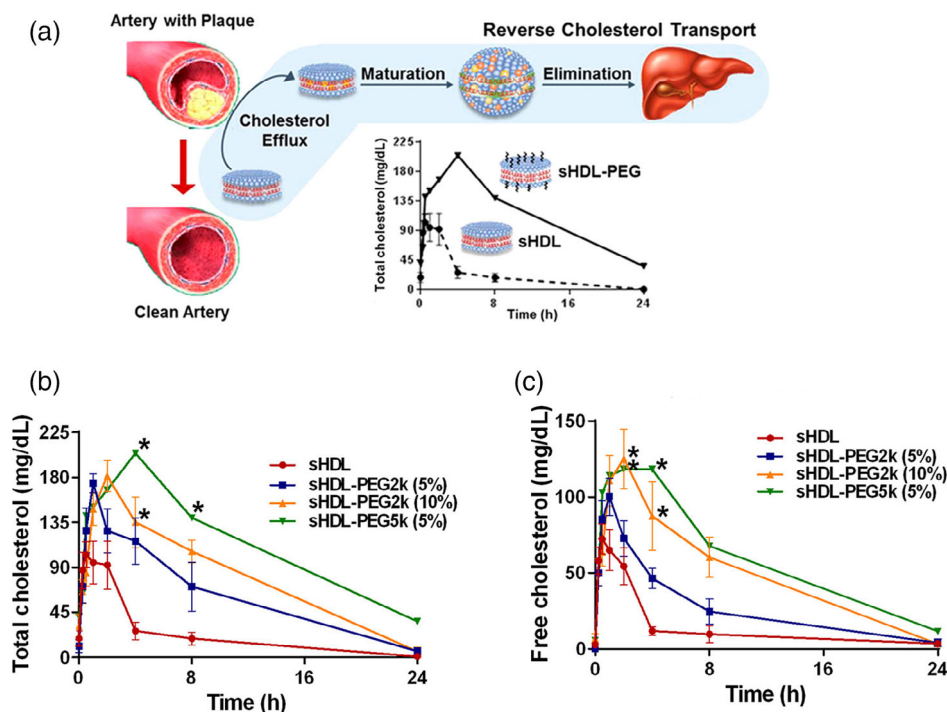 (a)
Artery with Plaque
Reverse Cholesterol Transport
Maturation
Elimination
Cholesterol
Efflux
Clean Artery
Total cholesterol (mg/dL)
225
180
135
90
45
0
sHDL-PEG
sHDL
0 8 16 24
Time (h)
(b)
Total cholesterol (mg/dL)
225
180
135
90
45
0
* * *
sHDL
sHDL-PEG2k (5%)
sHDL-PEG2k (10%)
sHDL-PEG5k (5%)
0 8 16 24
Time (h)
(c)
Free cholesterol (mg/dL)
150
100
50
0
* * * *
sHDL
sHDL-PEG2k (5%)
sHDL-PEG2k (10%)
sHDL-PEG5k (5%)
0 8 16 24
Time (h)